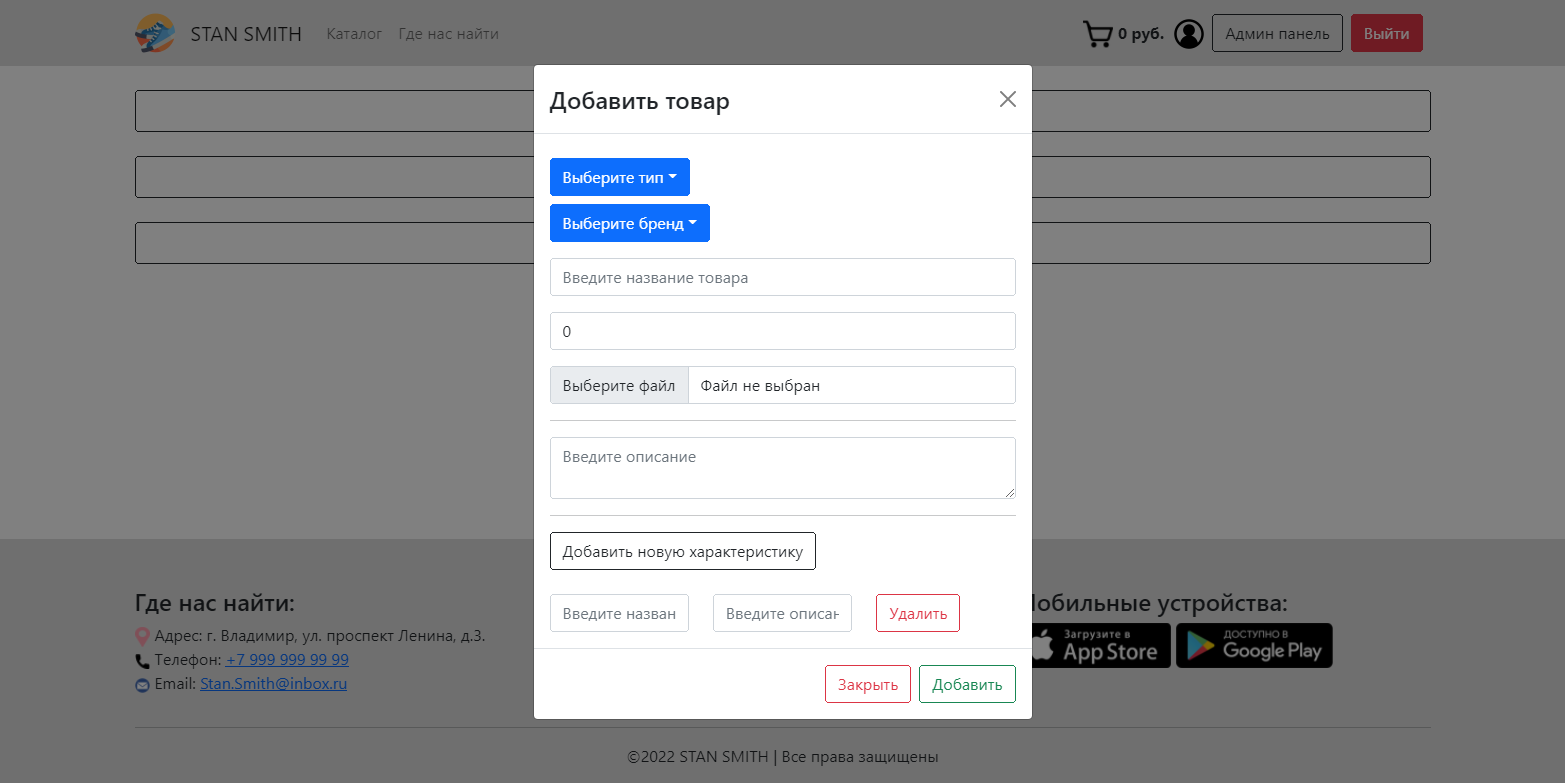 STAN SMITH Каталог Где нас найти 0 руб. Админ панель Выйти
Добавить товар
Выберите тип
Выберите бренд
Введите название товара
0
Выберите файл Файл не выбран
Введите описание
Добавить новую характеристику
Введите назван Введите описан Удалить
Закрыть Добавить
Где нас найти:
Адрес: г. Владимир, ул. проспект Ленина, д.3.
Телефон: +7 999 999 99 99
Email: Stan.Smith@inbox.ru
обильные устройства:
Загрузите в
App Store
ДОСТУПНО В
Google Play
©2022 STAN SMITH | Все права защищены